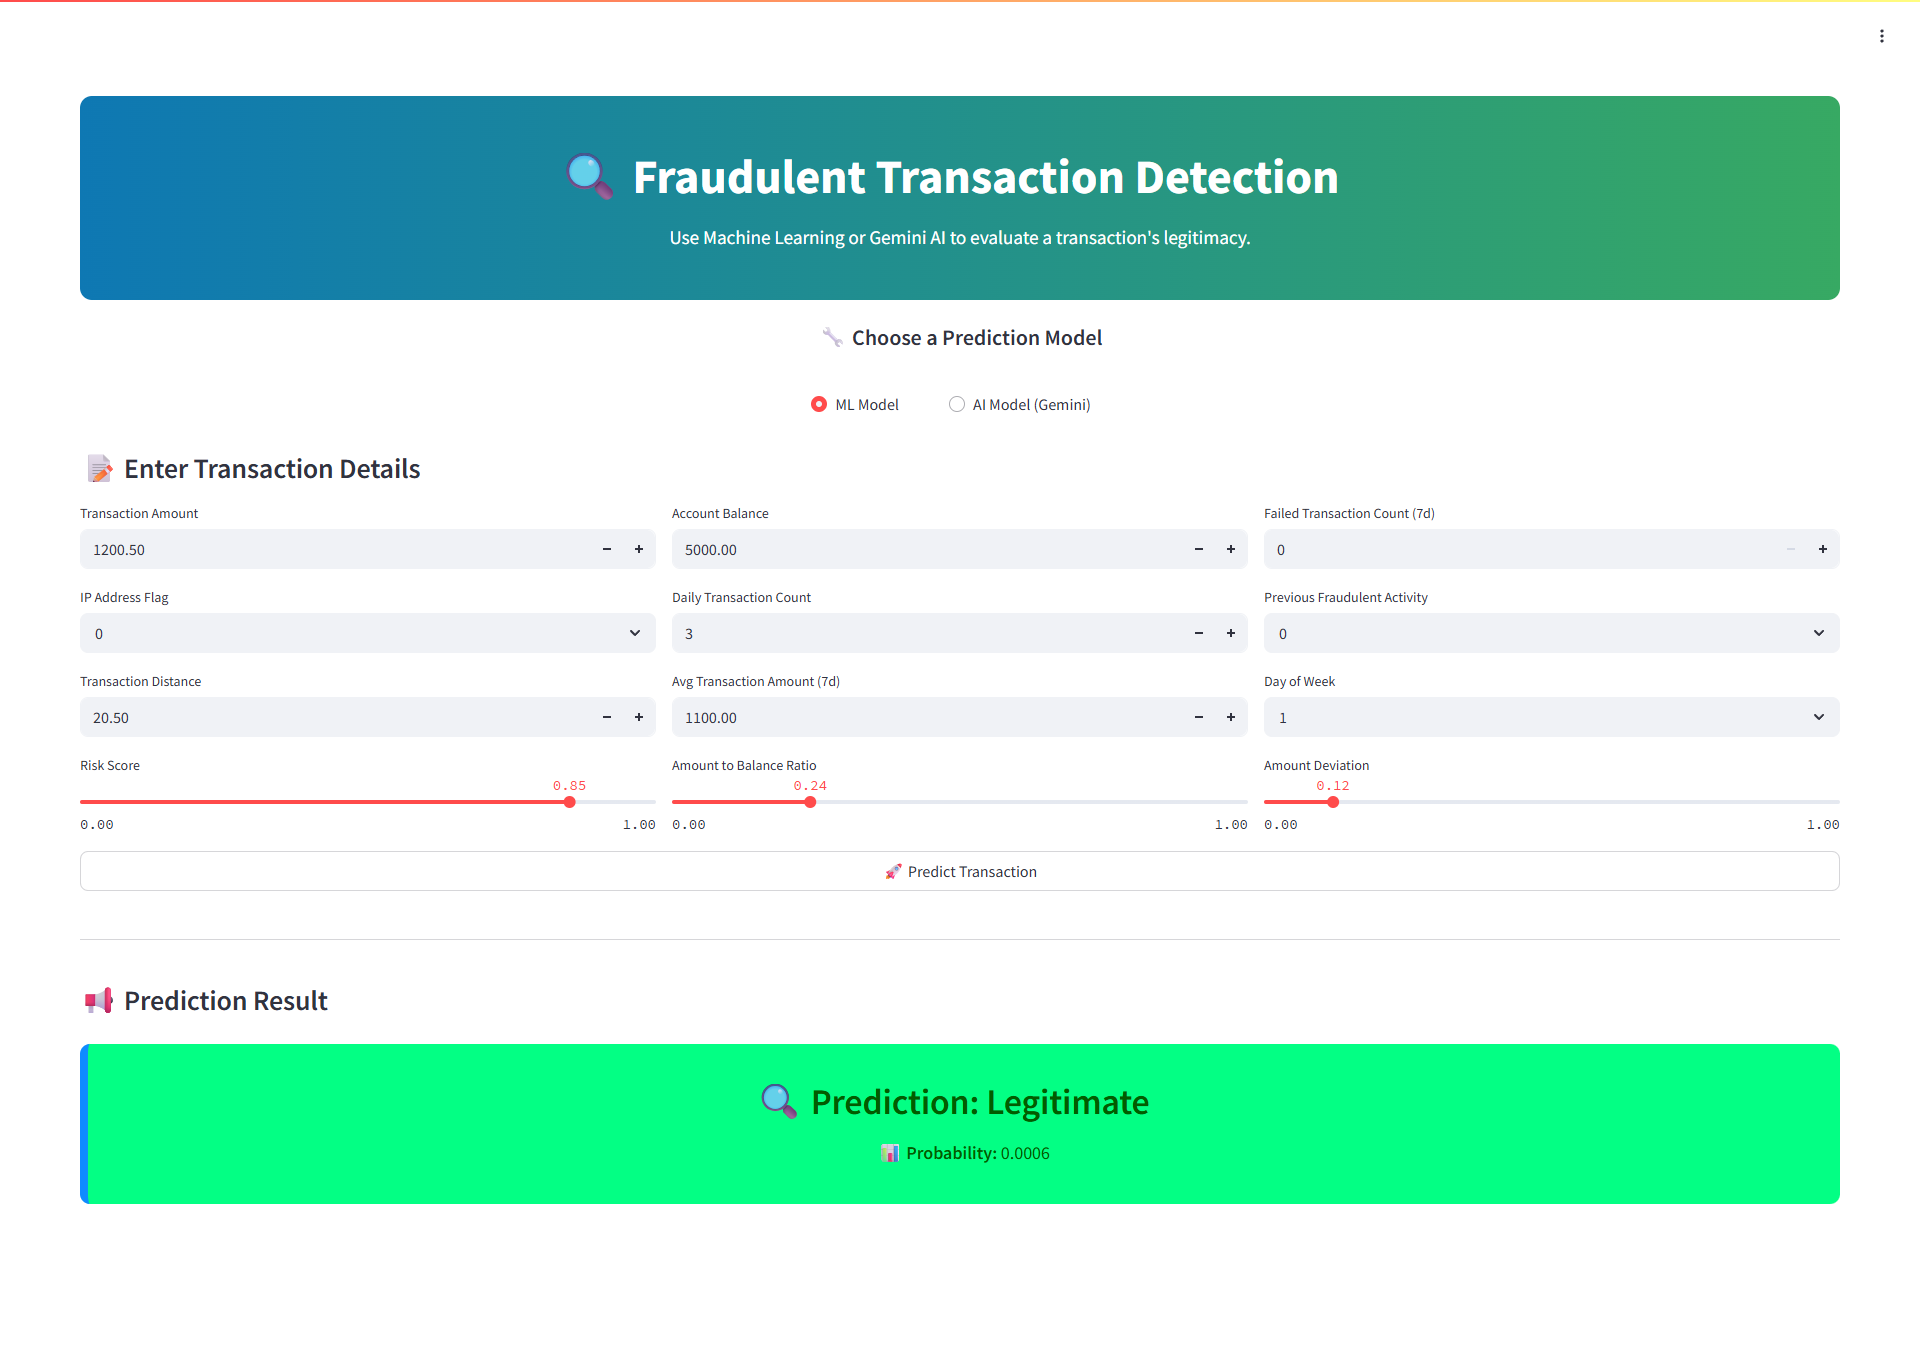 Fraudulent Transaction Detection
Use Machine Learning or Gemini AI to evaluate a transaction's legitimacy.
Choose a Prediction Model
ML Model
AI Model (Gemini)
Enter Transaction Details
Transaction Amount
1200.50
Account Balance
5000.00
Failed Transaction Count (7d)
0
IP Address Flag
0
Daily Transaction Count
3
Previous Fraudulent Activity
0
Transaction Distance
20.50
Avg Transaction Amount (7d)
1100.00
Day of Week
1
Risk Score
0.85
0.00 1.00
Amount to Balance Ratio
0.24
0.00 1.00
Amount Deviation
0.12
0.00 1.00
Predict Transaction
Prediction Result
Prediction: Legitimate
Probability: 0.0006